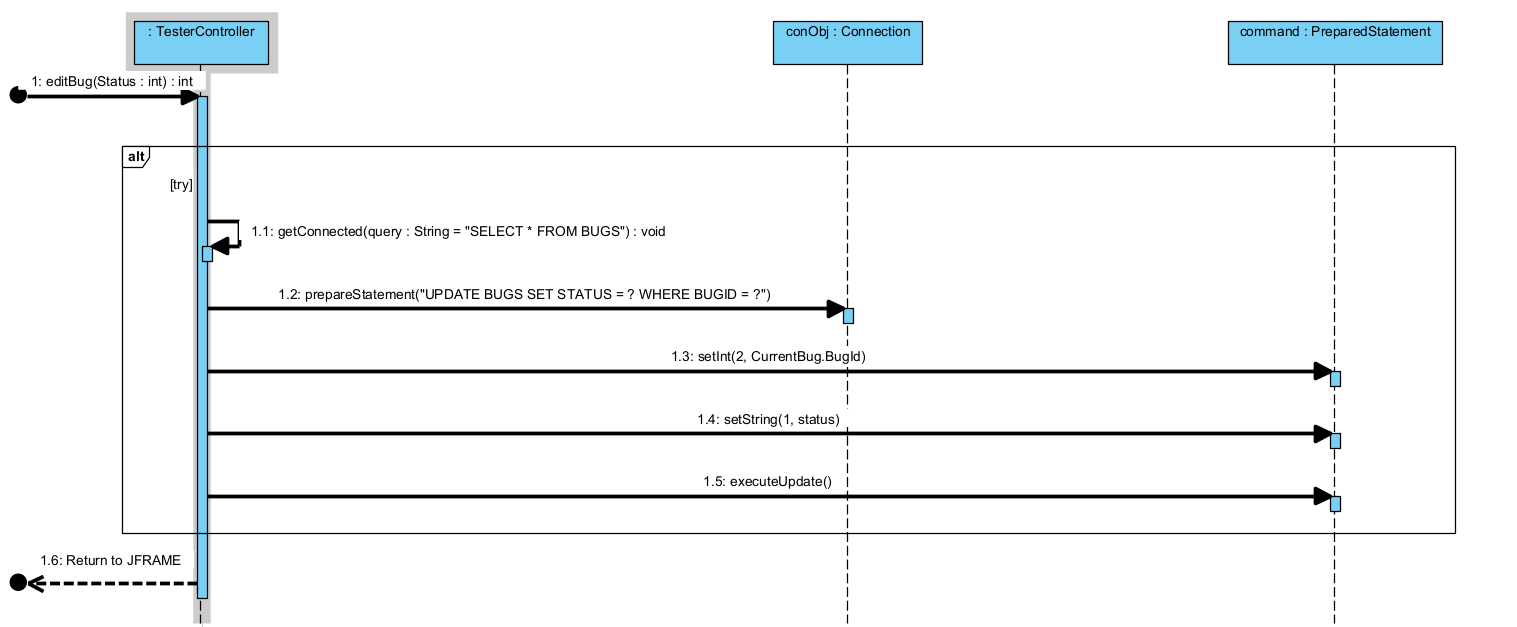 : TesterController
conObj : Connection
command : PreparedStatement
1: editBug(Status : int) : int
alt
[try]
1.1: getConnected(query : String = "SELECT * FROM BUGS") : void
1.2: prepareStatement("UPDATE BUGS SET STATUS = ? WHERE BUGID = ?")
1.3: setInt(2, CurrentBug.BugId)
1.4: setString(1, status)
1.5: executeUpdate()
1.6: Return to JFRAME